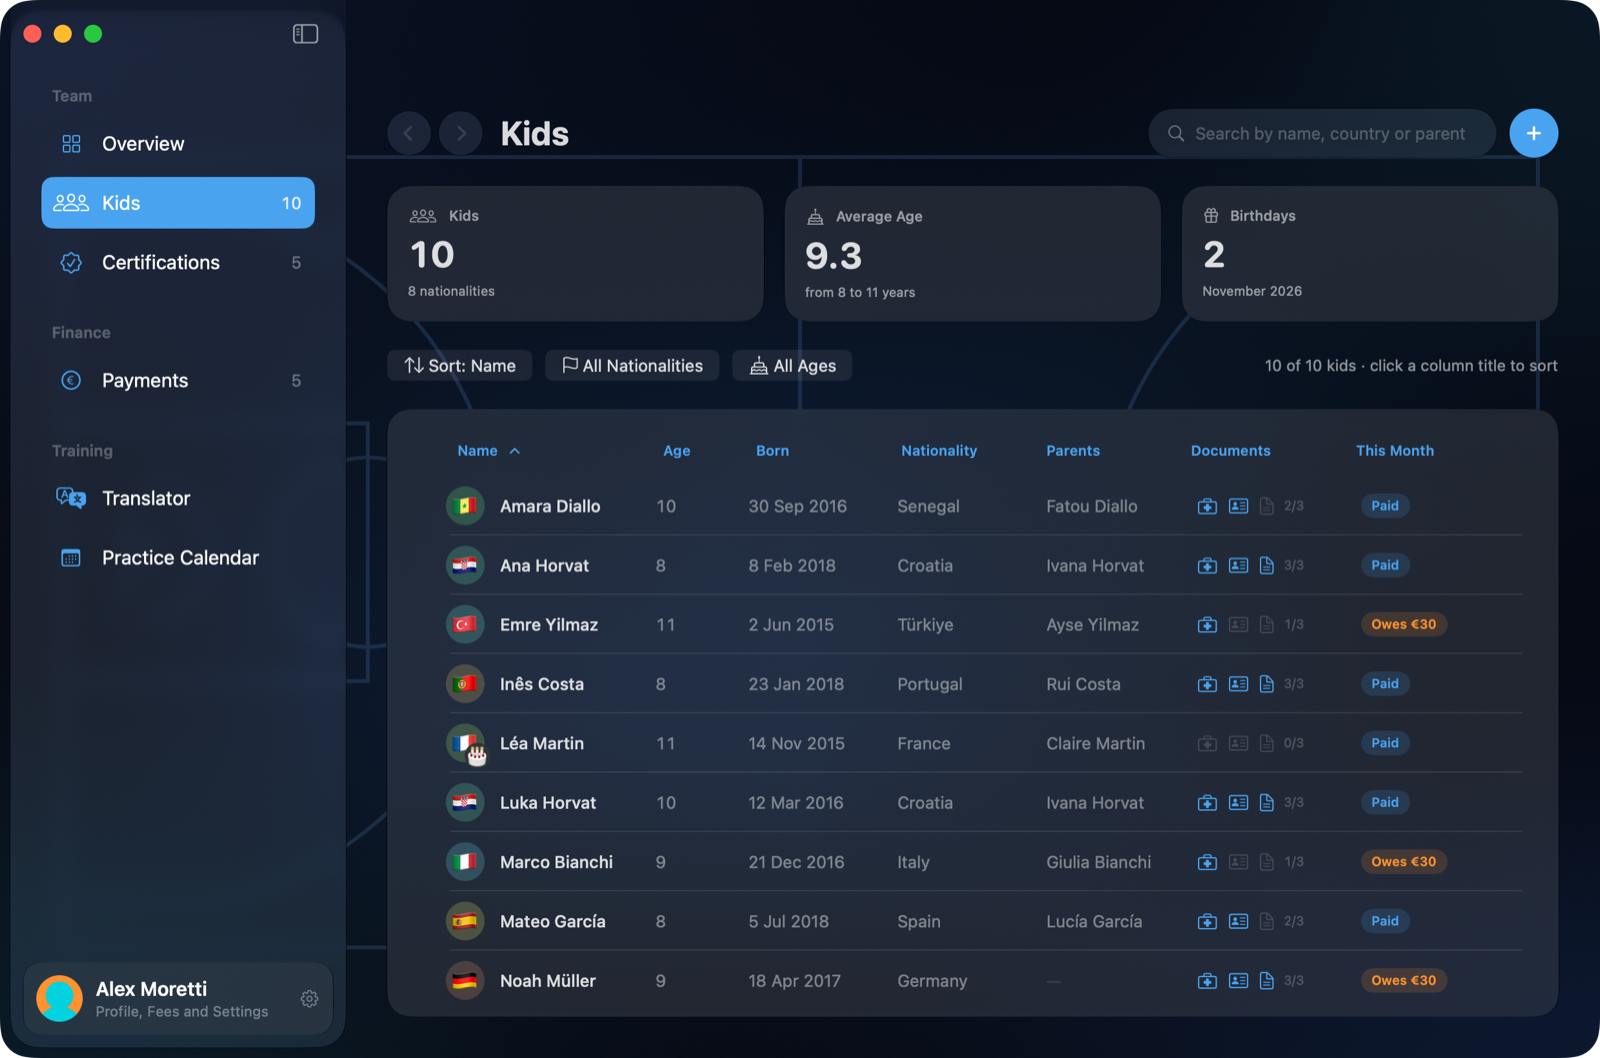 Team
Overview
Kids 10
Certifications 5
Finance
Payments 5
Training
Translator
Practice Calendar
Alex Moretti
Profile, Fees and Settings
Kids
Search by name, country or parent
Kids
10
8 nationalities
Average Age
9.3
from 8 to 11 years
Birthdays
2
November 2026
Sort: Name All Nationalities All Ages 10 of 10 kids · click a column title to sort
Name Age Born Nationality Parents Documents This Month
Amara Diallo 10 30 Sep 2016 Senegal Fatou Diallo 2/3 Paid
Ana Horvat 8 8 Feb 2018 Croatia Ivana Horvat 3/3 Paid
Emre Yilmaz 11 2 Jun 2015 Türkiye Ayse Yilmaz 1/3 Owes €30
Inês Costa 8 23 Jan 2018 Portugal Rui Costa 3/3 Paid
Léa Martin 11 14 Nov 2015 France Claire Martin 0/3 Paid
Luka Horvat 10 12 Mar 2016 Croatia Ivana Horvat 3/3 Paid
Marco Bianchi 9 21 Dec 2016 Italy Giulia Bianchi 1/3 Owes €30
Mateo García 8 5 Jul 2018 Spain Lucía García 2/3 Paid
Noah Müller 9 18 Apr 2017 Germany — 3/3 Owes €30